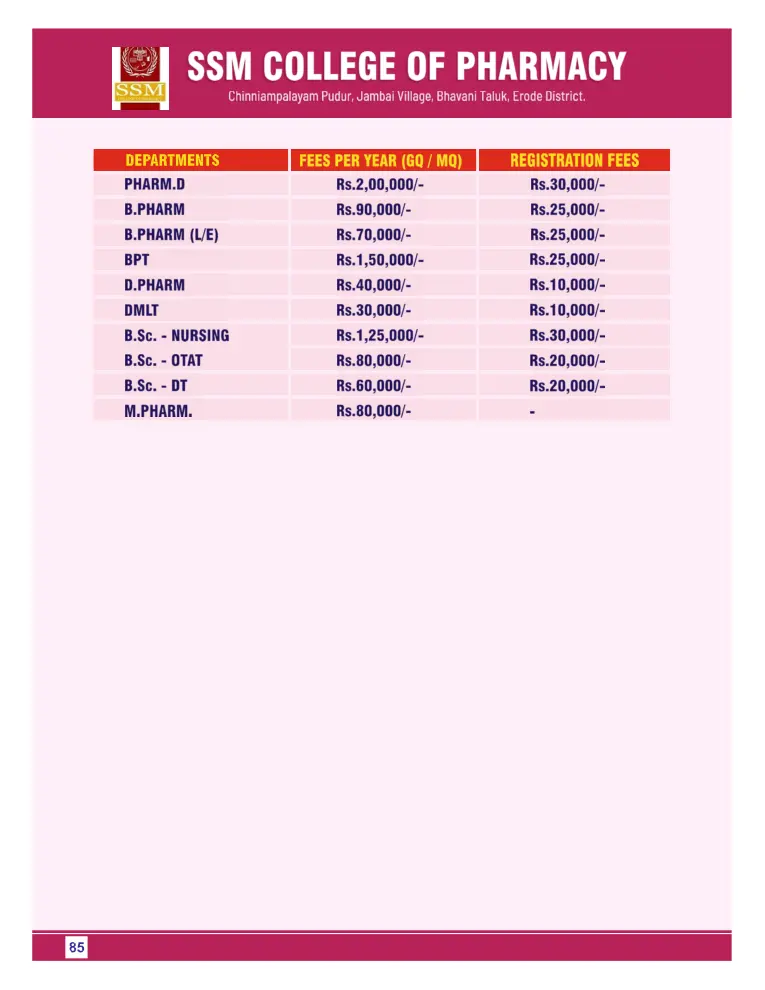 SSM
SSM COLLEGE OF PHARMACY
Chinniampalayam Pudur, Jambai Village, Bhavani Taluk, Erode District.
DEPARTMENTS FEES PER YEAR (GQ / MQ) REGISTRATION FEES
PHARM.D Rs.2,00,000/- Rs.30,000/-
B.PHARM Rs.90,000/- Rs.25,000/-
B.PHARM (L/E) Rs.70,000/- Rs.25,000/-
BPT Rs.1,50,000/- Rs.25,000/-
D.PHARM Rs.40,000/- Rs.10,000/-
DMLT Rs.30,000/- Rs.10,000/-
B.Sc. - NURSING Rs.1,25,000/- Rs.30,000/-
B.Sc. - OTAT Rs.80,000/- Rs.20,000/-
B.Sc. - DT Rs.60,000/- Rs.20,000/-
M.PHARM. Rs.80,000/- -
85